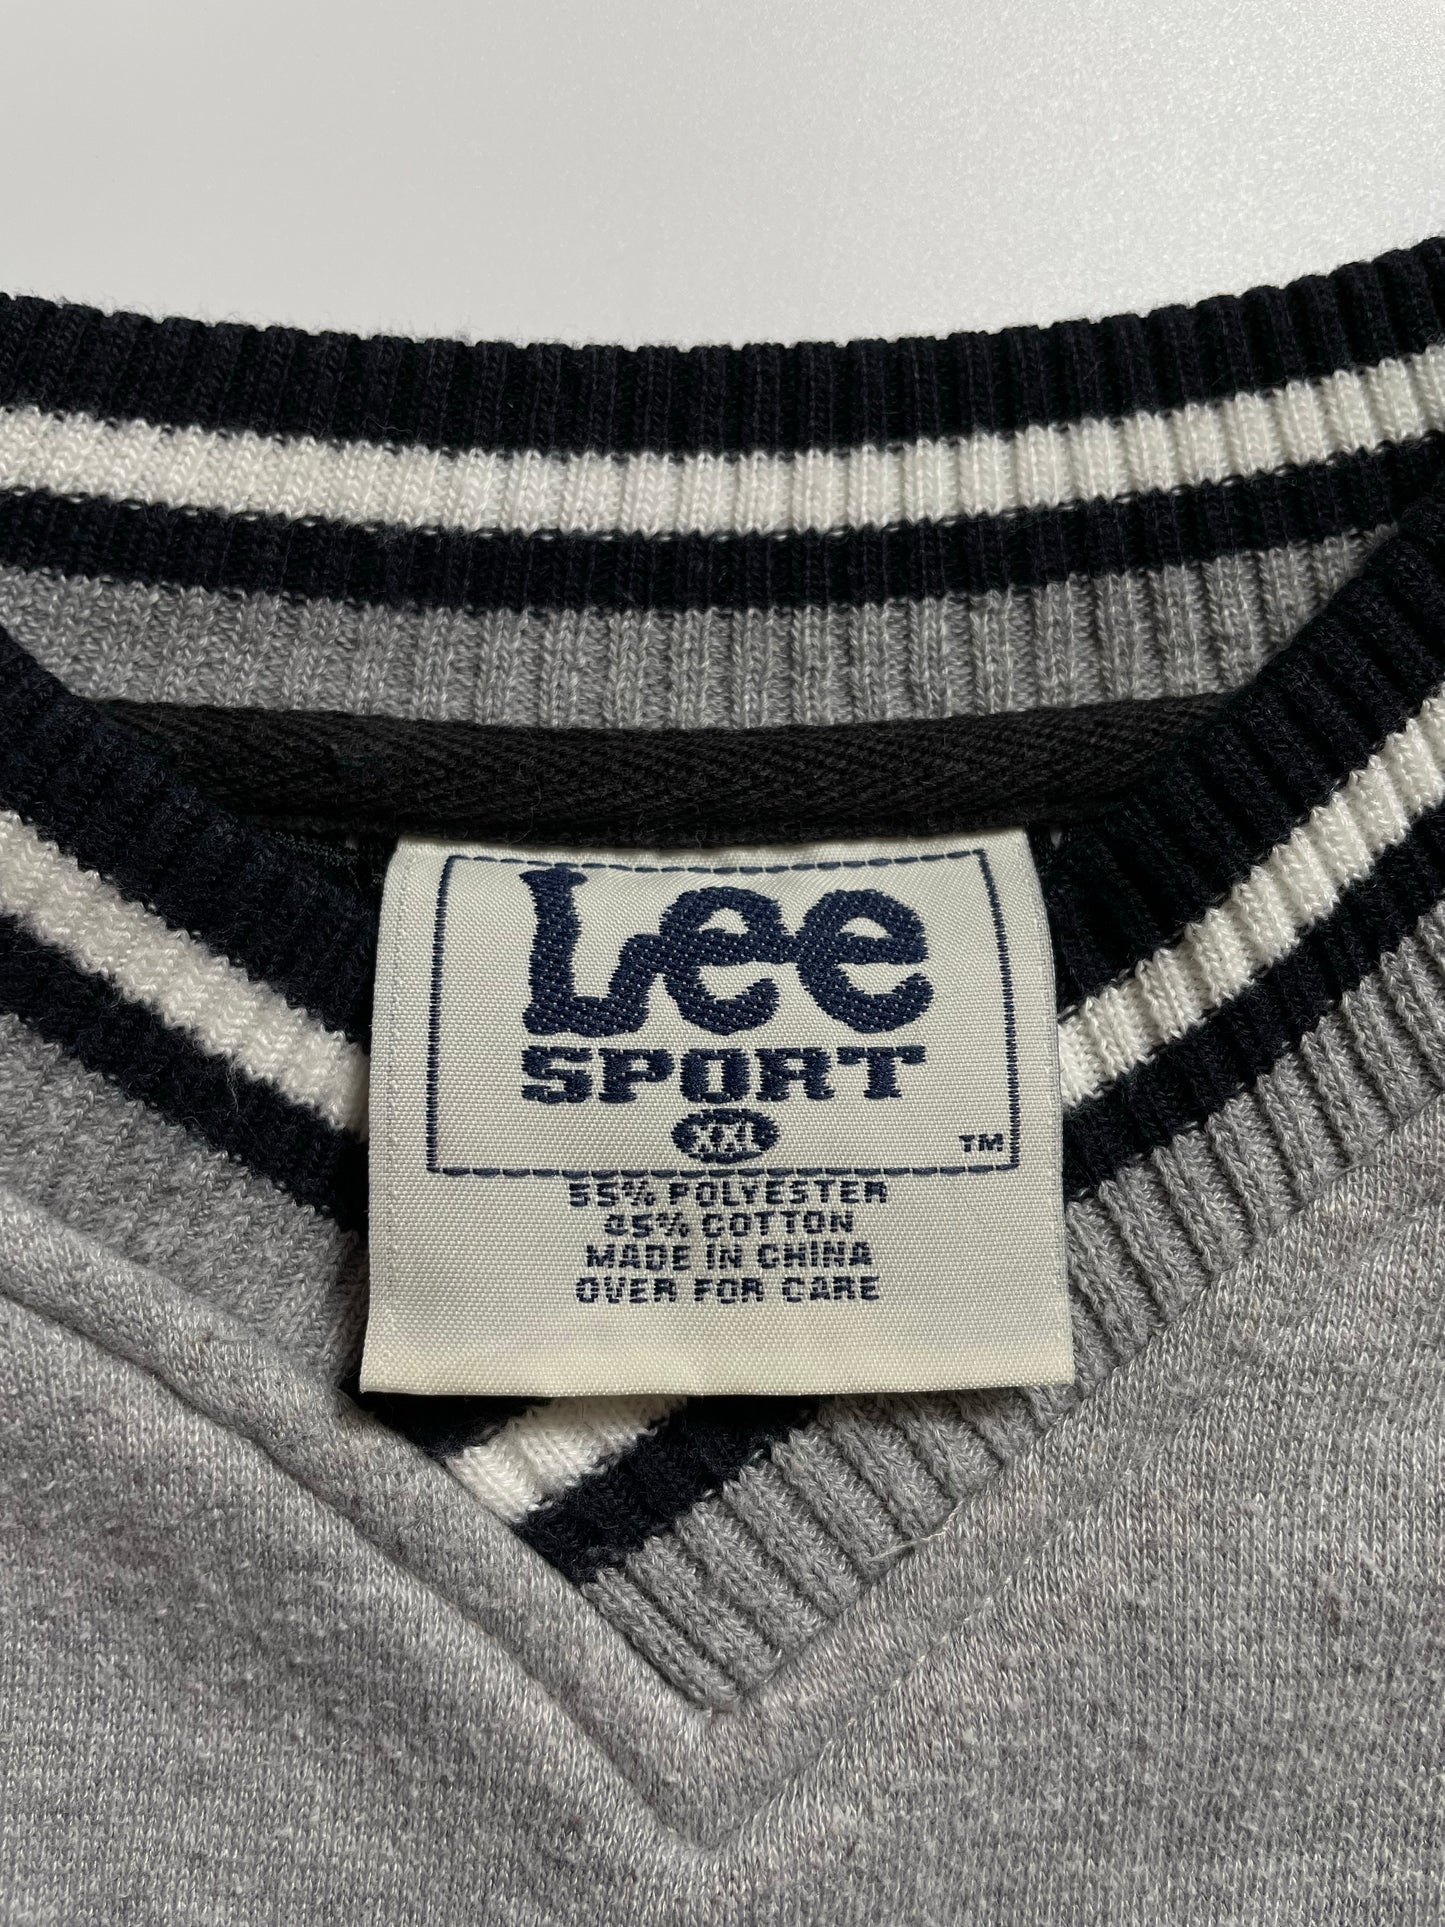 Lee
SPORT
XXL
TM
55% POLYESTER
45% COTTON
MADE IN CHINA
OVER FOR CARE